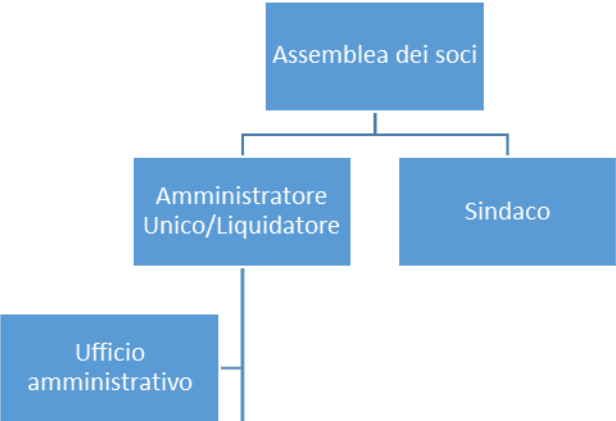 Assemblea dei soci
Amministratore
Unico/Liquidatore
Sindaco
Ufficio
amministrativo